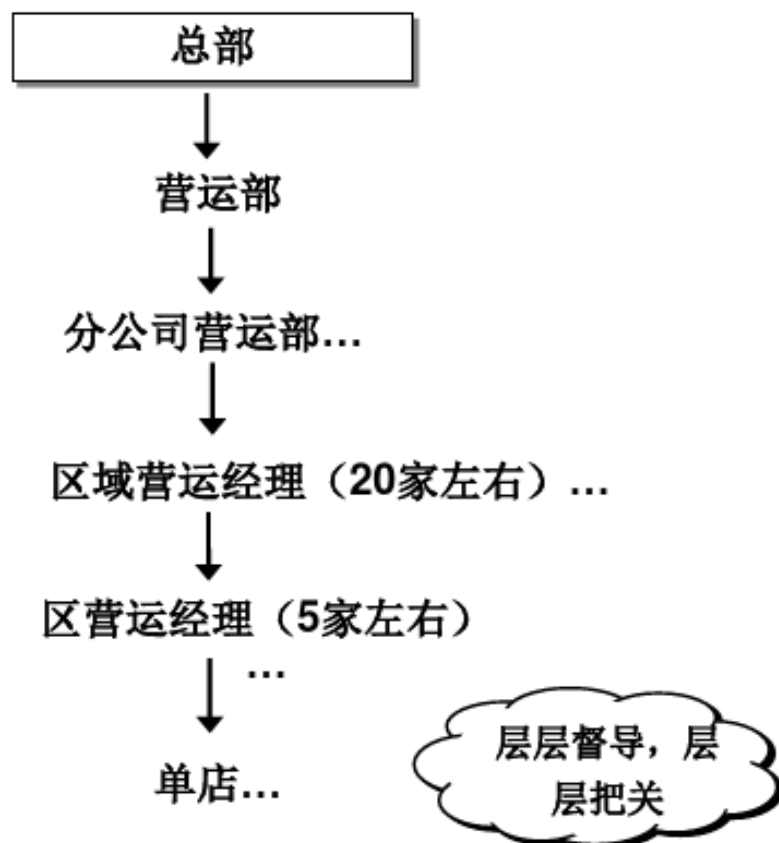 总部
营运部
分公司营运部…
区域营运经理（20家左右）…
区营运经理（5家左右）
…
单店…
层层督导，层
层把关